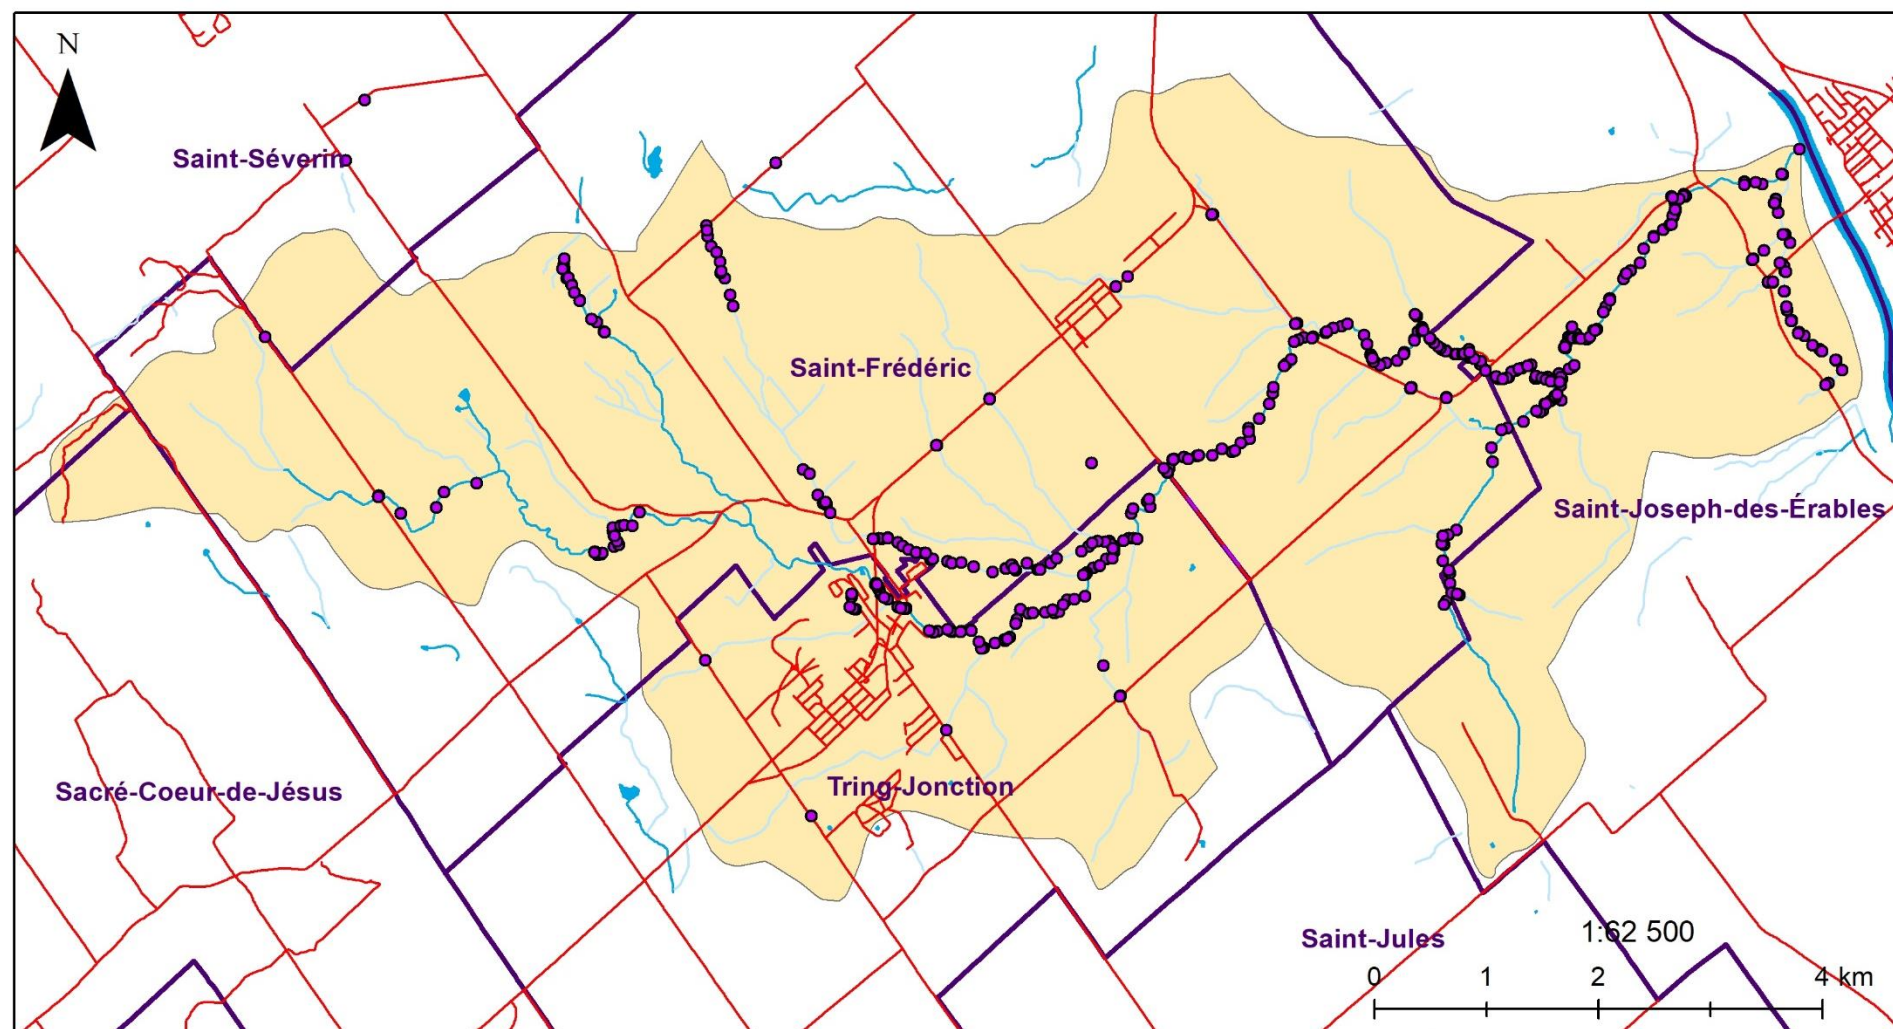 N
Saint-Séverin
Saint-Frédéric
Saint-Joseph-des-Érables
Sacré-Coeur-de-Jésus
Tring-Jonction
Saint-Jules
1:62 500
0 1 2 4 km